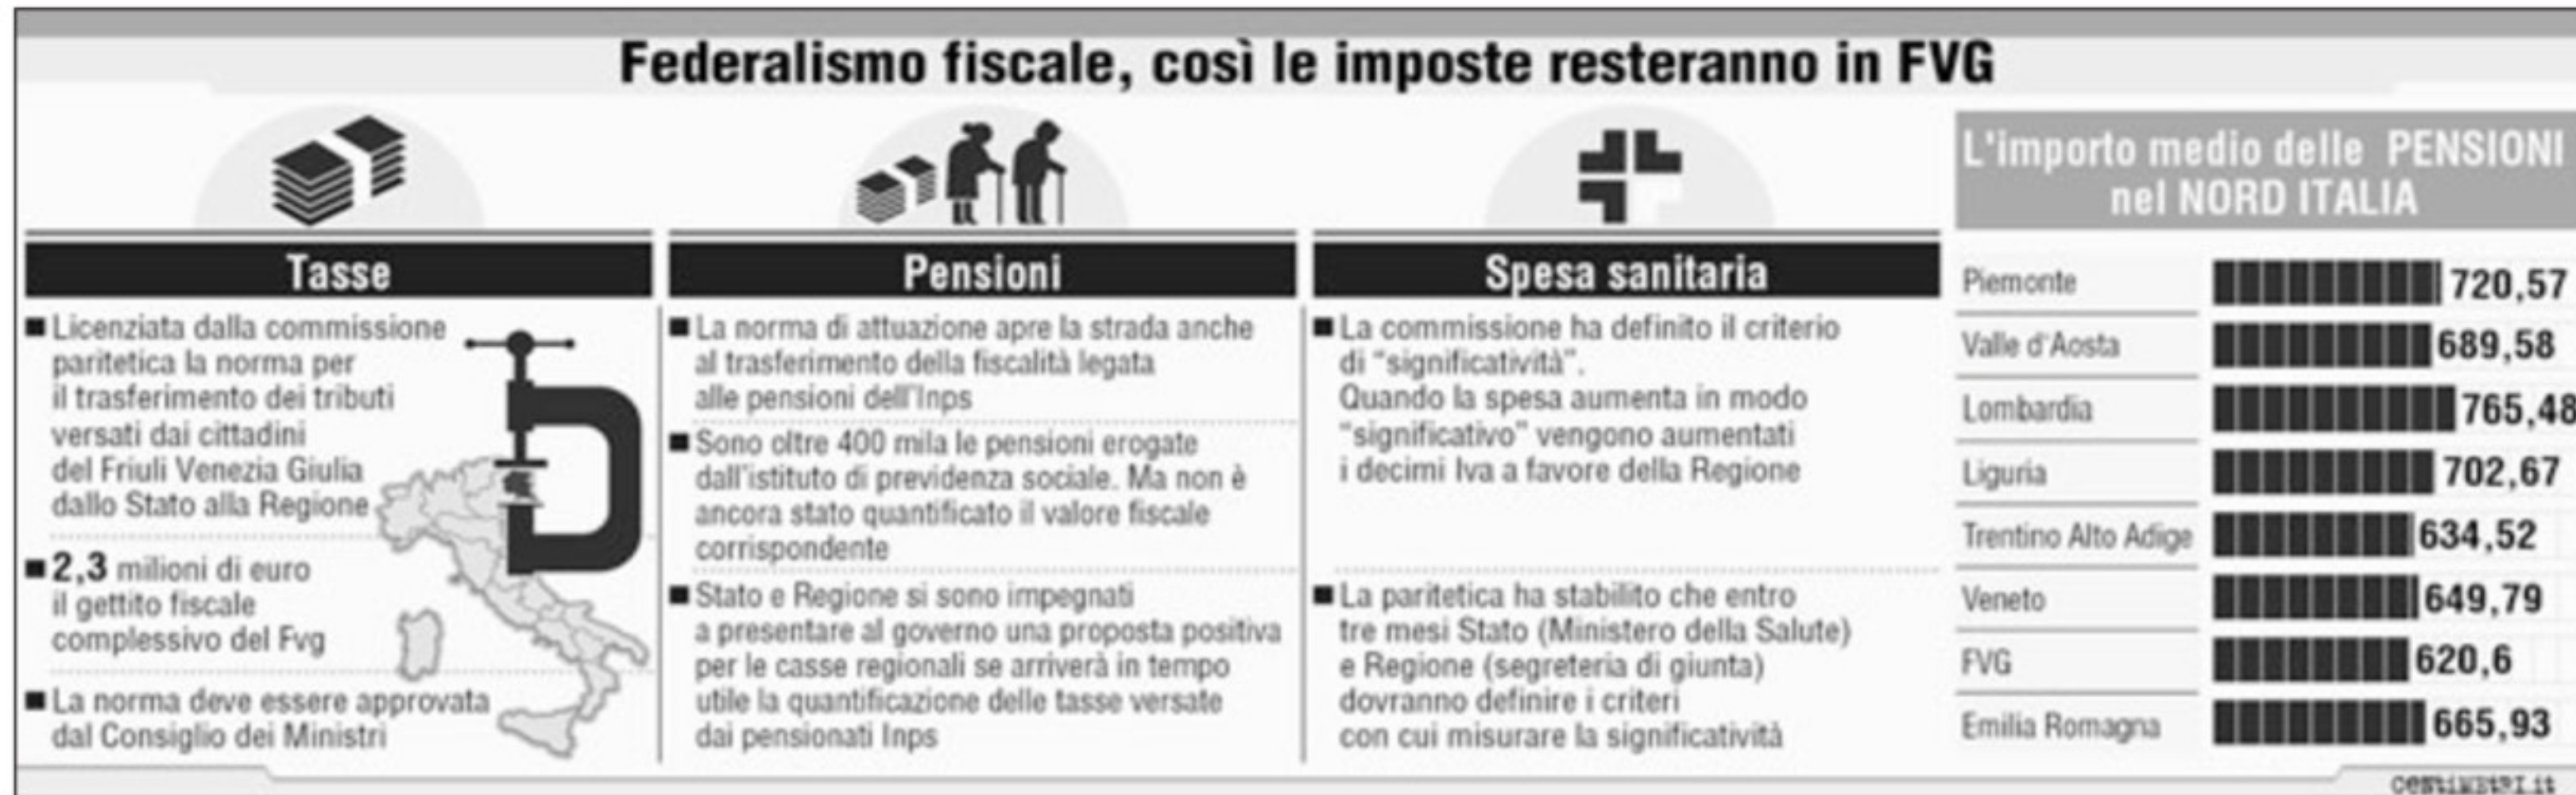 Federalismo fiscale, così le imposte resteranno in FVG
Tasse
■ Licenziata dalla commissione
paritetica la norma per
il trasferimento dei tributi
versati dai cittadini
del Friuli Venezia Giulia
dallo Stato alla Regione
■ 2,3 milioni di euro
il gettito fiscale
complessivo del Fvg
■ La norma deve essere approvata
dal Consiglio dei Ministri
Pensioni
■ La norma di attuazione apre la strada anche
al trasferimento della fiscalità legata
alle pensioni dell'Inps
■ Sono oltre 400 mila le pensioni erogate
dall'istituto di previdenza sociale. Ma non è
ancora stato quantificato il valore fiscale
corrispondente
■ Stato e Regione si sono impegnati
a presentare al governo una proposta positiva
per le casse regionali se arriverà in tempo
utile la quantificazione delle tasse versate
dai pensionati Inps
Spesa sanitaria
■ La commissione ha definito il criterio
di "significatività".
Quando la spesa aumenta in modo
"significativo" vengono aumentati
i decimi Iva a favore della Regione
■ La paritetica ha stabilito che entro
tre mesi Stato (Ministero della Salute)
e Regione (segreteria di giunta)
dovranno definire i criteri
con cui misurare la significatività
L'importo medio delle PENSIONI
nel NORD ITALIA
Piemonte 720,57
Valle d'Aosta 689,58
Lombardia 765,48
Liguria 702,67
Trentino Alto Adige 634,52
Veneto 649,79
FVG 620,6
Emilia Romagna 665,93
centimetri.it